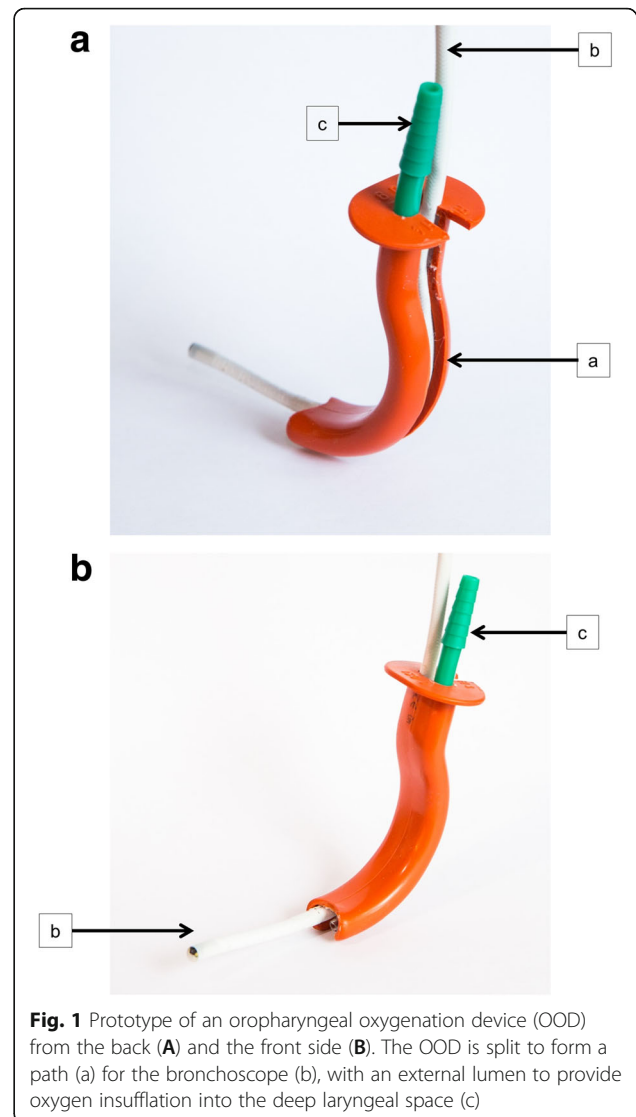 a
b
c
a
b
c
b
Fig. 1 Prototype of an oropharyngeal oxygenation device (OOD)
from the back (A) and the front side (B). The OOD is split to form a
path (a) for the bronchoscope (b), with an external lumen to provide
oxygen insufflation into the deep laryngeal space (c)